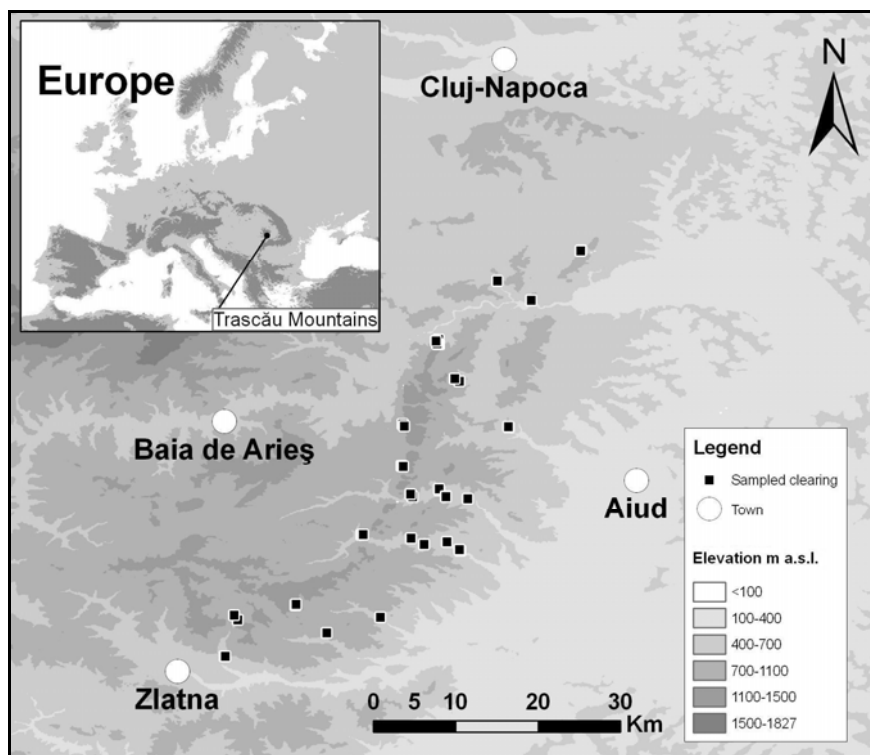 Europe
Trascău Mountains
Cluj-Napoca
N
Baia de Arieş
Aiud
Zlatna
Legend
Sampled clearing
Town
Elevation m a.s.l.
<100
100-400
400-700
700-1100
1100-1500
1500-1827
0 5 10 20 30
Km